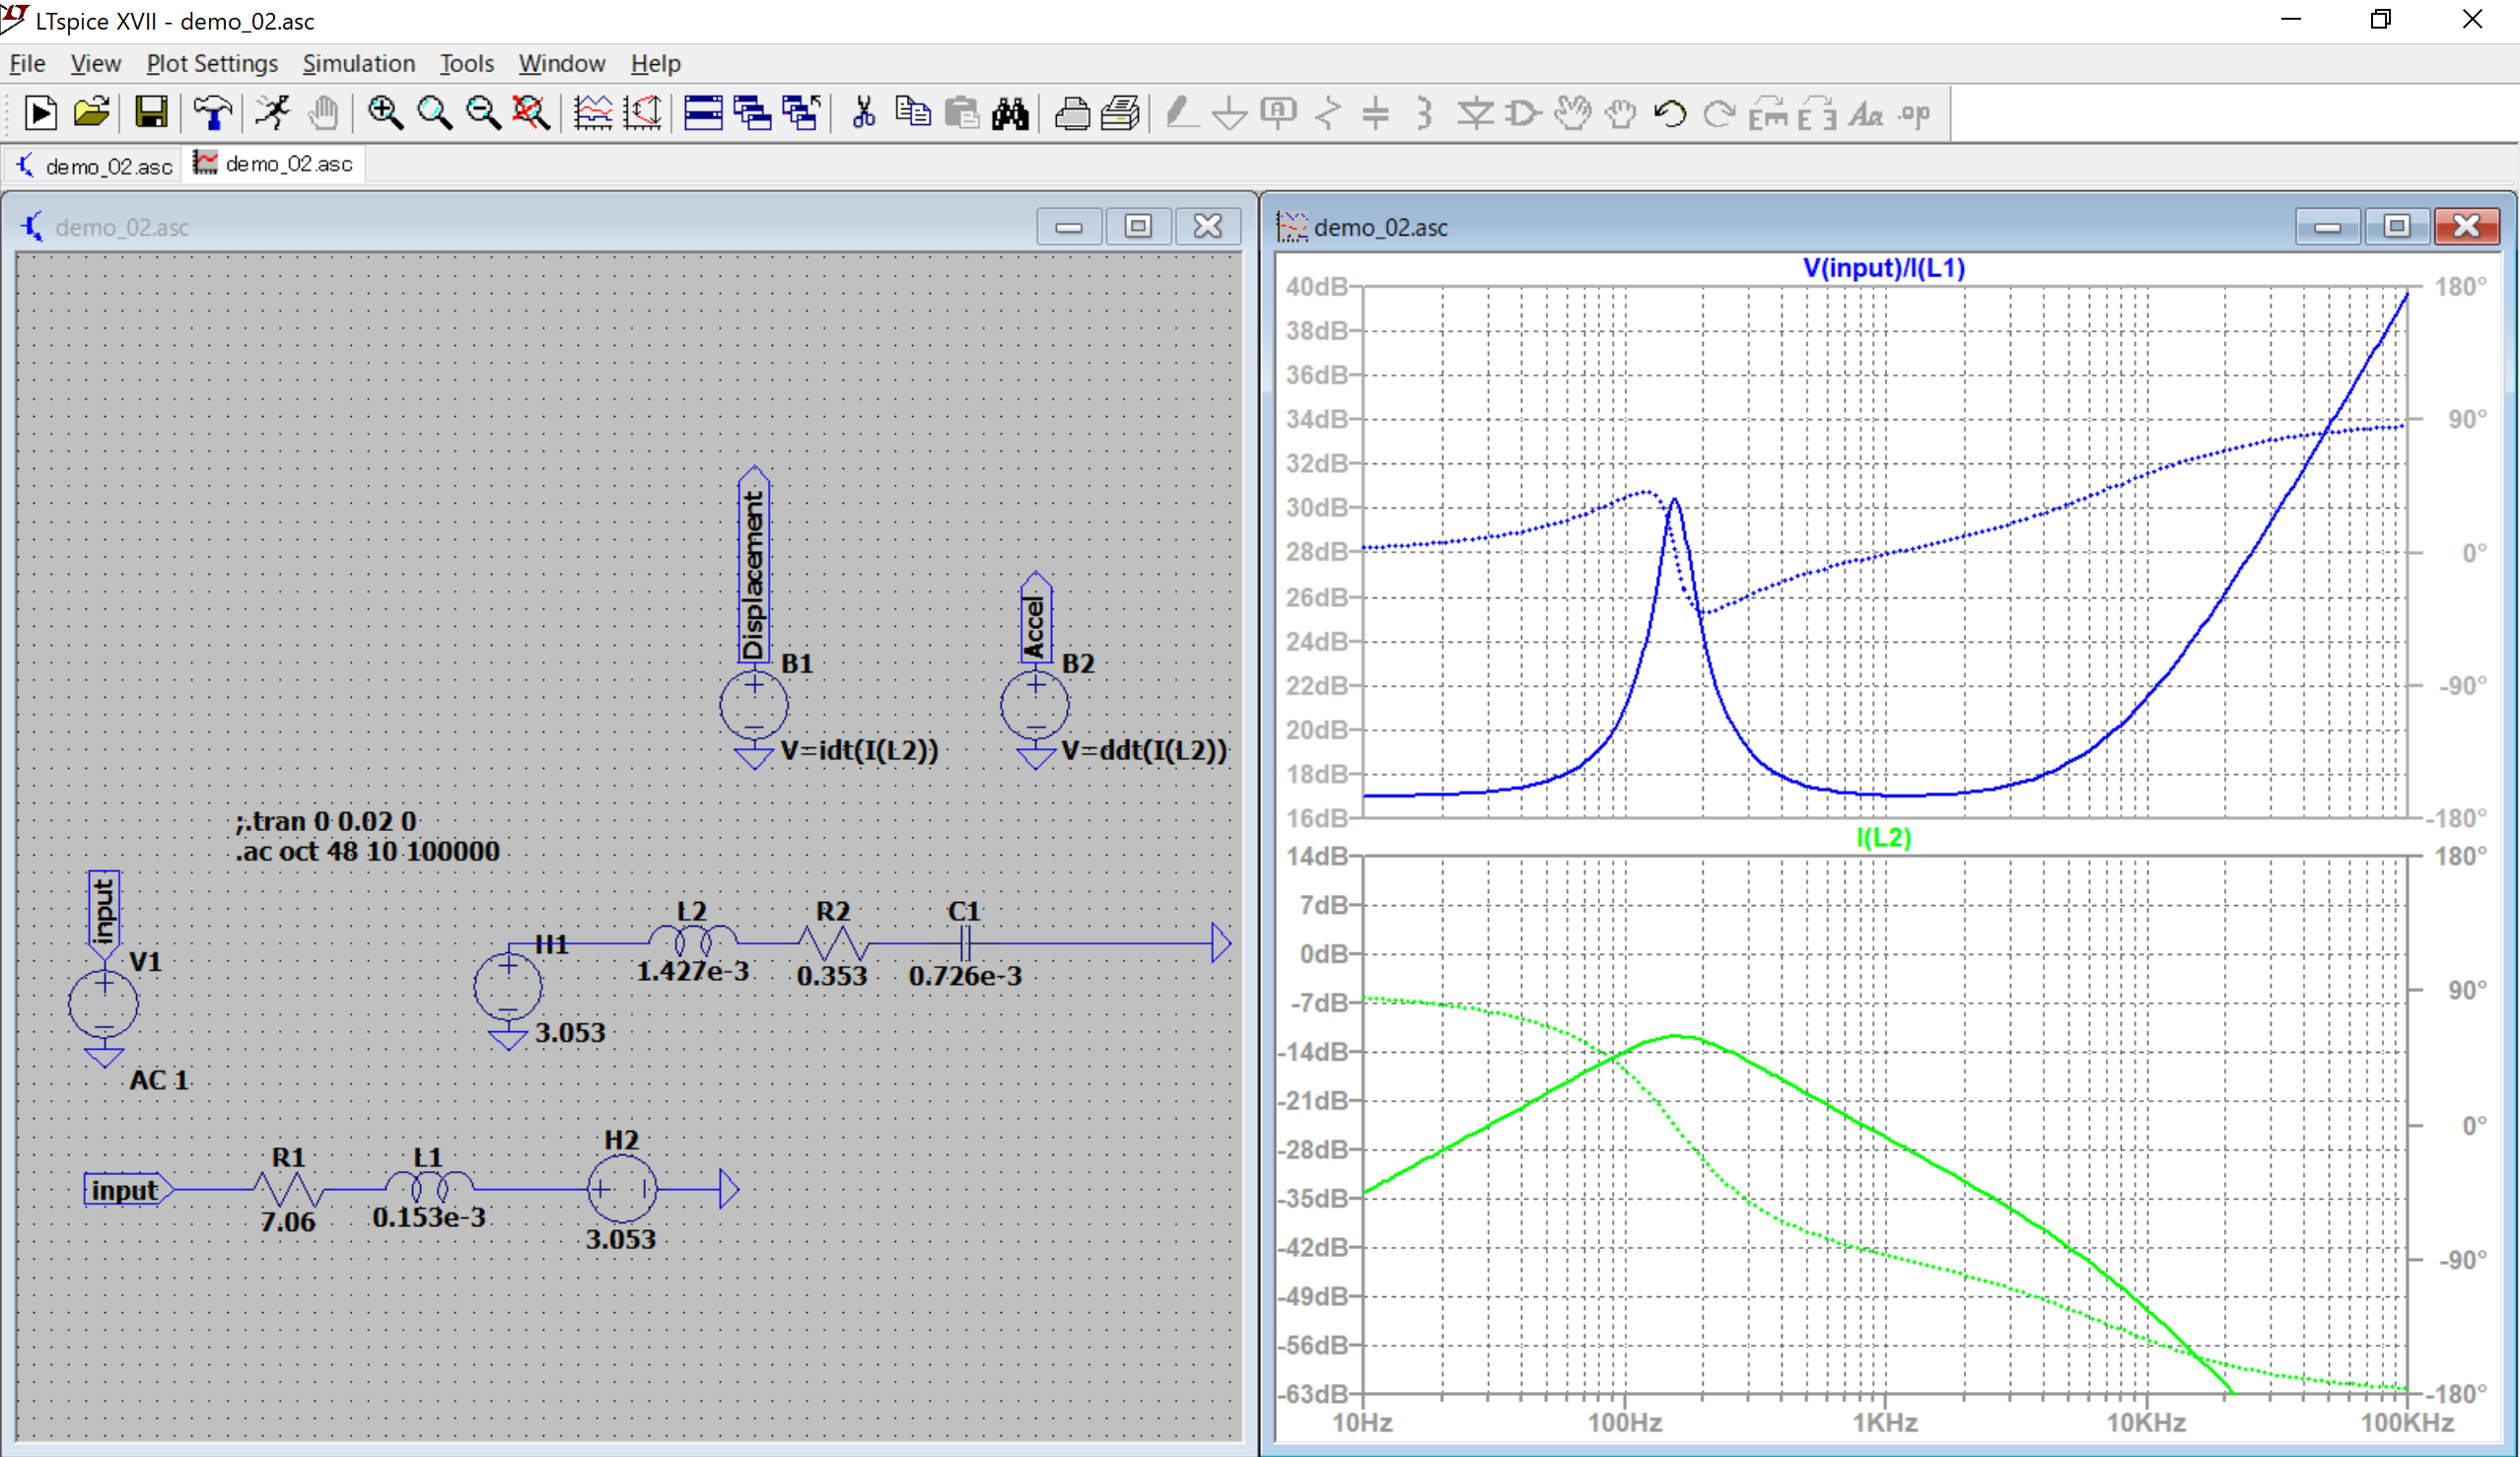 LTspice XVII - demo_02.asc
File View Plot Settings Simulation Tools Window Help
.op
demo_02.asc
demo_02.asc
demo_02.asc
Displacement
B1
V=idt(I(L2))
Accel
B2
V=ddt(I(L2))
;.tran 0 0.02 0
.ac oct 48 10 100000
input
V1
AC 1
H1
3.053
L2
1.427e-3
R2
0.353
C1
0.726e-3
input
R1
7.06
L1
0.153e-3
H2
3.053
demo_02.asc
V(input)/I(L1)
40dB
38dB
36dB
34dB
32dB
30dB
28dB
26dB
24dB
22dB
20dB
18dB
16dB
180°
90°
0°
-90°
-180°
I(L2)
14dB
7dB
0dB
-7dB
-14dB
-21dB
-28dB
-35dB
-42dB
-49dB
-56dB
-63dB
180°
90°
0°
-90°
-180°
10Hz 100Hz 1KHz 10KHz 100KHz